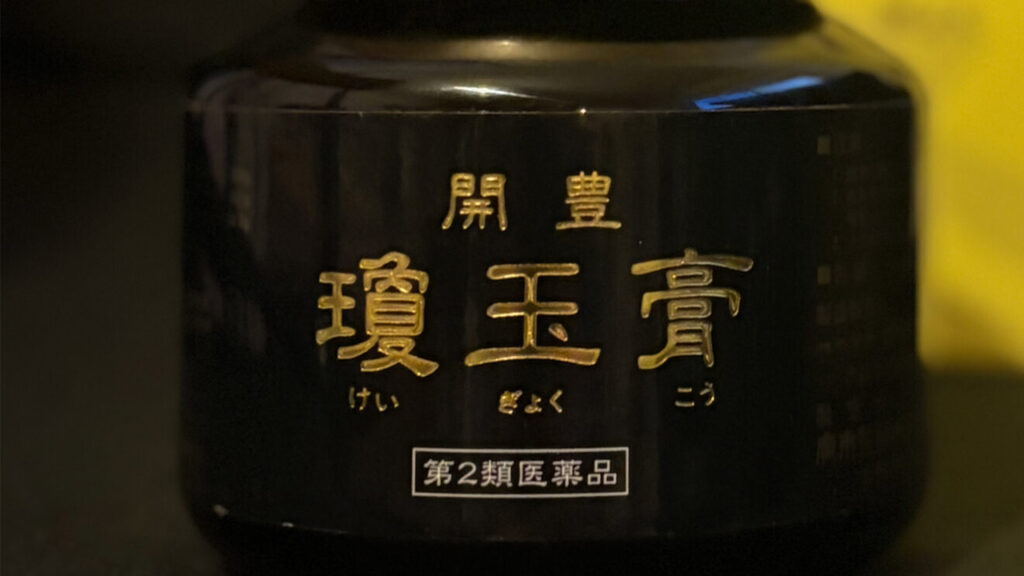 開豊
瓊玉膏
けい ぎょく こう
第2類医薬品